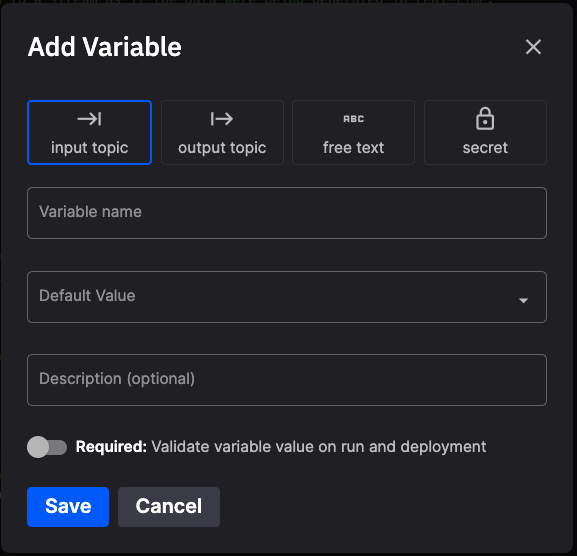 Add Variable
input topic
output topic
ABC
free text
secret
Variable name
Default Value
Description (optional)
Required: Validate variable value on run and deployment
Save
Cancel